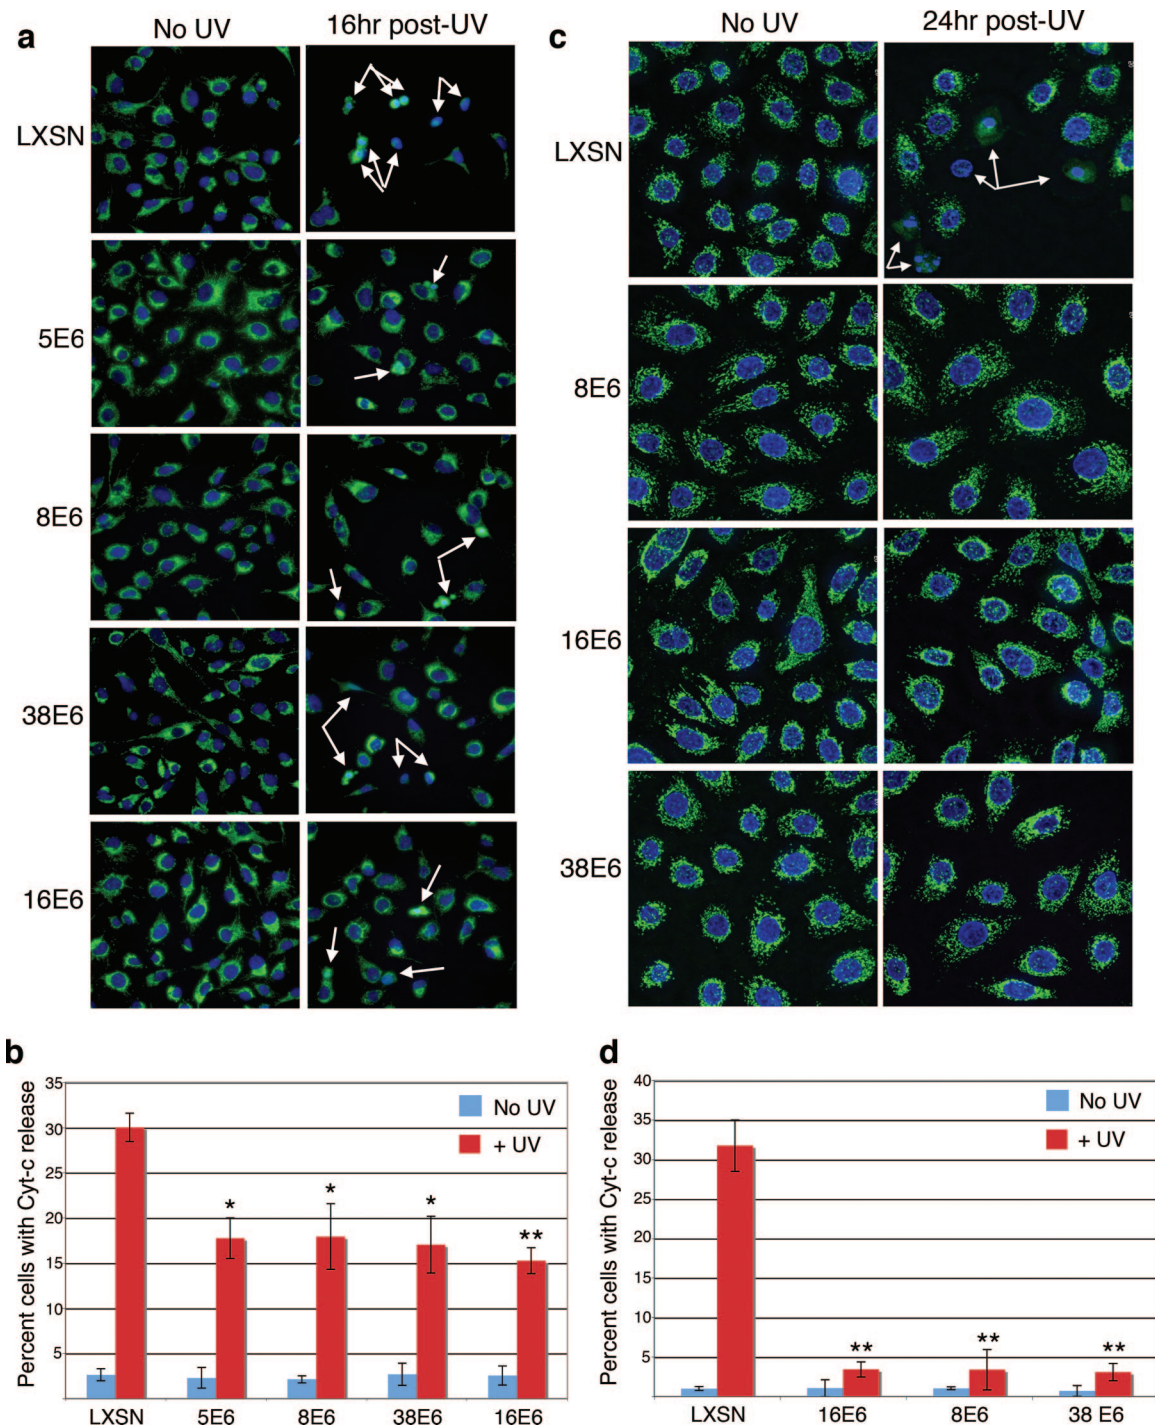 a
No UV
16hr post-UV
LXSN
5E6
8E6
38E6
16E6
c
No UV
24hr post-UV
LXSN
8E6
16E6
38E6
b
Percent cells with Cyt-c release
35
30
25
20
15
10
5
No UV
+ UV
*
*
*
**
LXSN 5E6 8E6 38E6 16E6
d
Percent cells with Cyt-c release
40
35
30
25
20
15
10
5
No UV
+ UV
**
**
**
LXSN 16E6 8E6 38 E6